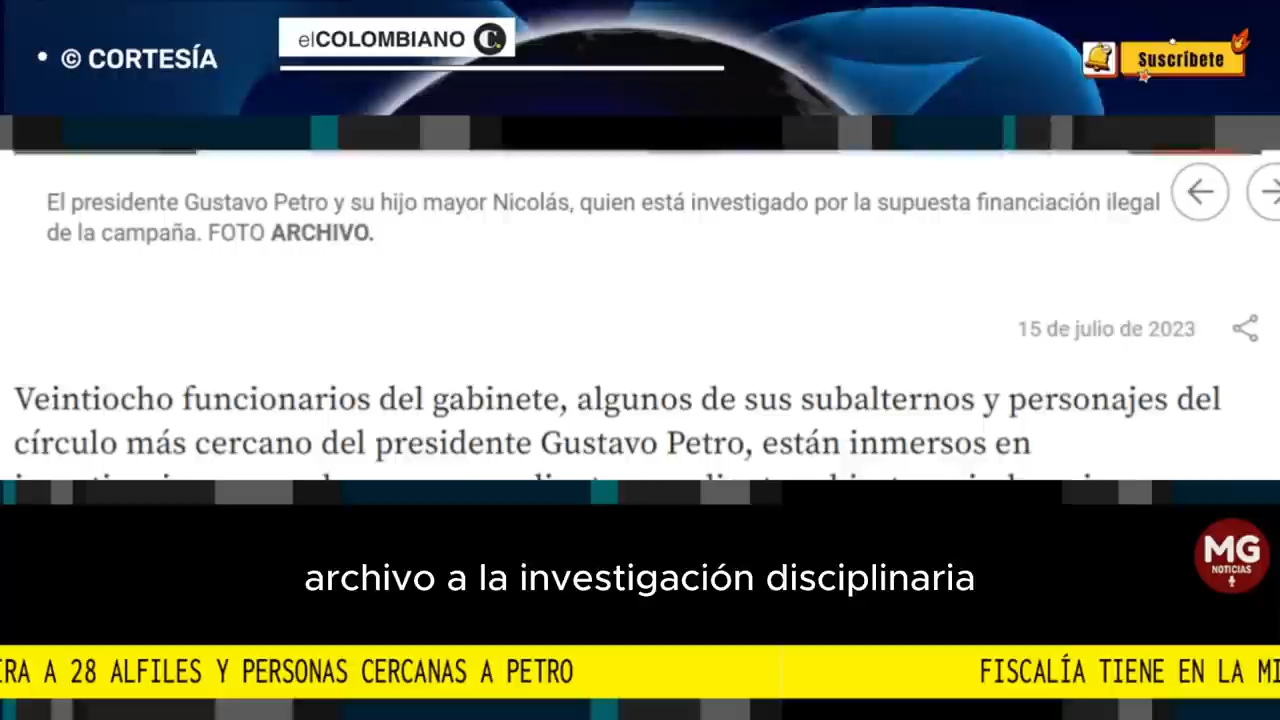 • © CORTESÍA
elCOLOMBIANO C.
Suscríbete
El presidente Gustavo Petro y su hijo mayor Nicolás, quien está investigado por la supuesta financiación ilegal
de la campaña. FOTO ARCHIVO.
15 de julio de 2023
Veintiocho funcionarios del gabinete, algunos de sus subalternos y personajes del
círculo más cercano del presidente Gustavo Petro, están inmersos en
archivo a la investigación disciplinaria
MG
NOTICIAS
RA A 28 ALFILES Y PERSONAS CERCANAS A PETRO
FISCALÍA TIENE EN LA MI